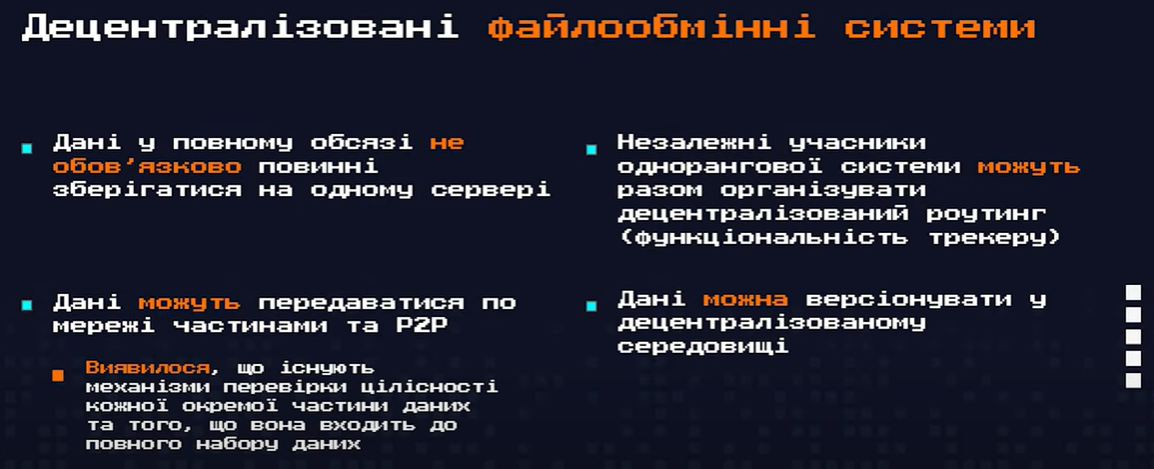 Децентралізовані файлообмінні системи
Дані у повному обсязі не
обов'язково повинні
зберігатися на одному сервері
Дані можуть передаватися по
мережі частинами та P2P
Виявилося, що існують
механізми перевірки цілісності
кожної окремої частини даних
та того, що вона входить до
повного набору даних
Незалежні учасники
однорангової системи можуть
разом організувати
децентралізований роутинг
(функціональність трекеру)
Дані можна версіонувати у
децентралізованому
середовищі